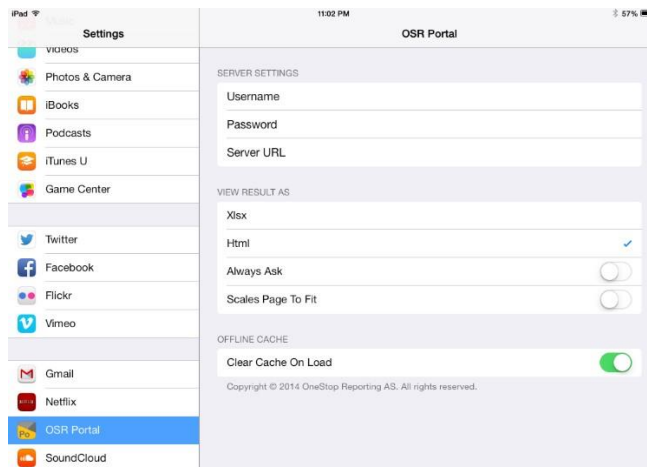 iPad 11:02 PM 57%
Settings
OSR Portal
Music
Videos
Photos & Camera
iBooks
Podcasts
iTunes U
Game Center
Twitter
Facebook
Flickr
Vimeo
Gmail
Netflix
OSR Portal
SoundCloud
SERVER SETTINGS
Username
Password
Server URL
VIEW RESULT AS
Xlsx
Html
Always Ask
Scales Page To Fit
OFFLINE CACHE
Clear Cache On Load
Copyright © 2014 OneStop Reporting AS. All rights reserved.